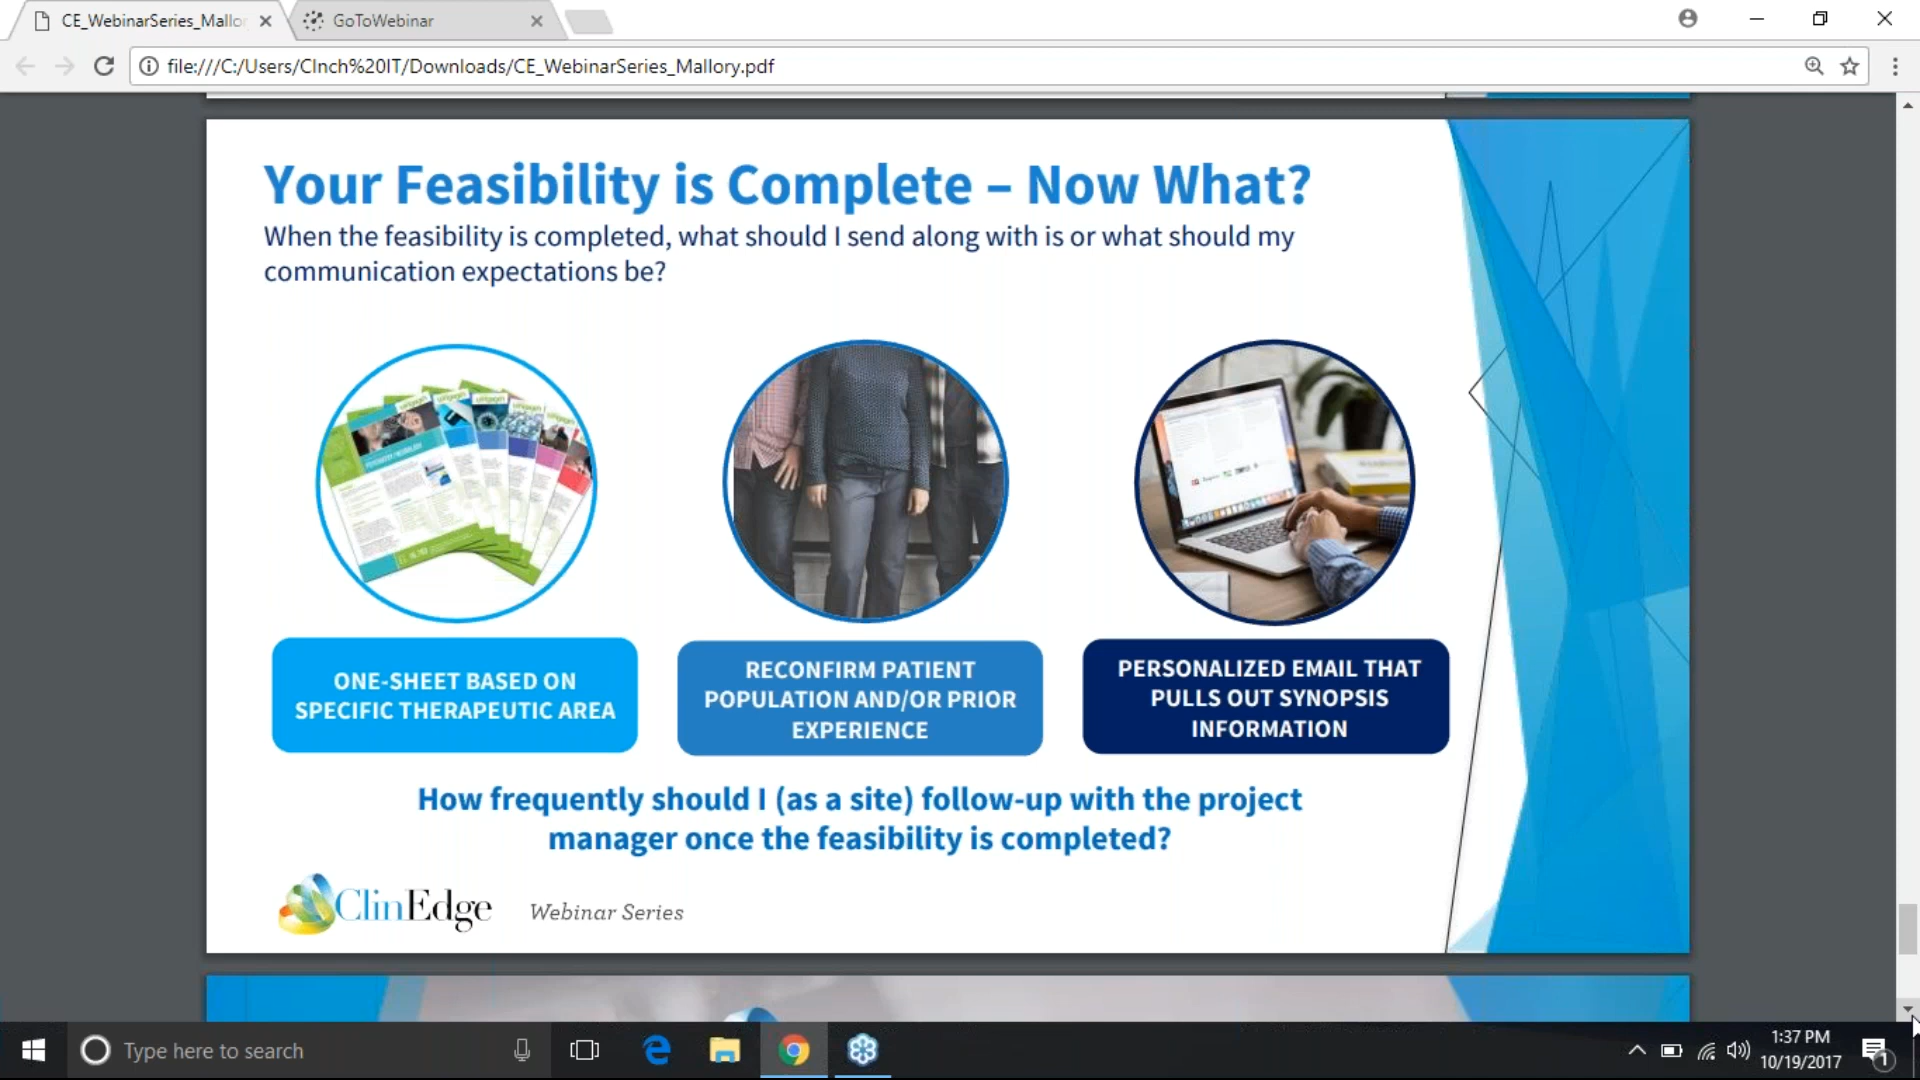 CE_WebinarSeries_Mallo
GoToWebinar
file:///C:/Users/CInch%20IT/Downloads/CE_WebinarSeries_Mallory.pdf
Your Feasibility is Complete – Now What?
When the feasibility is completed, what should I send along with is or what should my
communication expectations be?
ONE-SHEET BASED ON
SPECIFIC THERAPEUTIC AREA
RECONFIRM PATIENT
POPULATION AND/OR PRIOR
EXPERIENCE
PERSONALIZED EMAIL THAT
PULLS OUT SYNOPSIS
INFORMATION
How frequently should I (as a site) follow-up with the project
manager once the feasibility is completed?
ClinEdge
Webinar Series
Type here to search
1:37 PM
10/19/2017
1